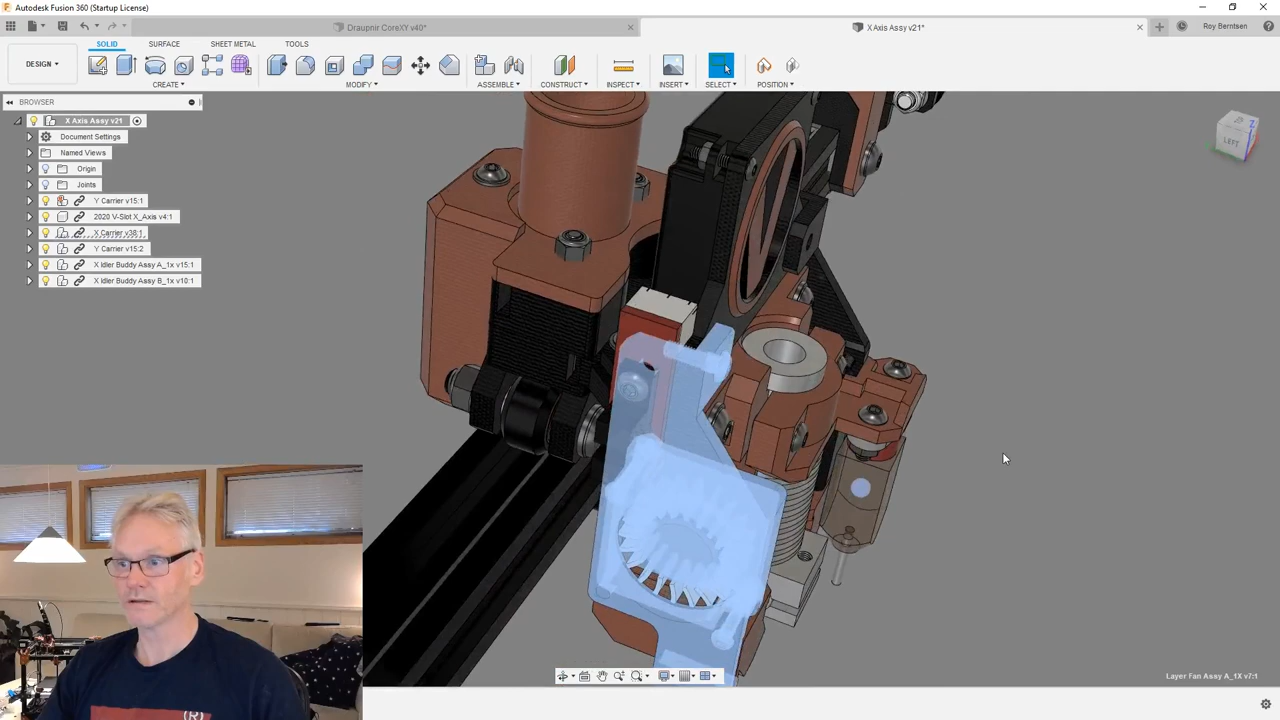 Autodesk Fusion 360 (Startup License)
Draupnir CoreXY v40*
X Axis Assy v21*
Roy Berntsen
DESIGN
SOLID
SURFACE
SHEET METAL
TOOLS
CREATE
MODIFY
ASSEMBLE
CONSTRUCT
INSPECT
INSERT
SELECT
POSITION
BROWSER
X Axis Assy v21
Document Settings
Named Views
Origin
Joints
Y Carrier v15:1
2020 V-Slot X_Axis v4:1
X Carrier v38:1
Y Carrier v15:2
X Idler Buddy Assy A_1x v15:1
X Idler Buddy Assy B_1x v10:1
LEFT
Layer Fan Assy A_1X v7:1